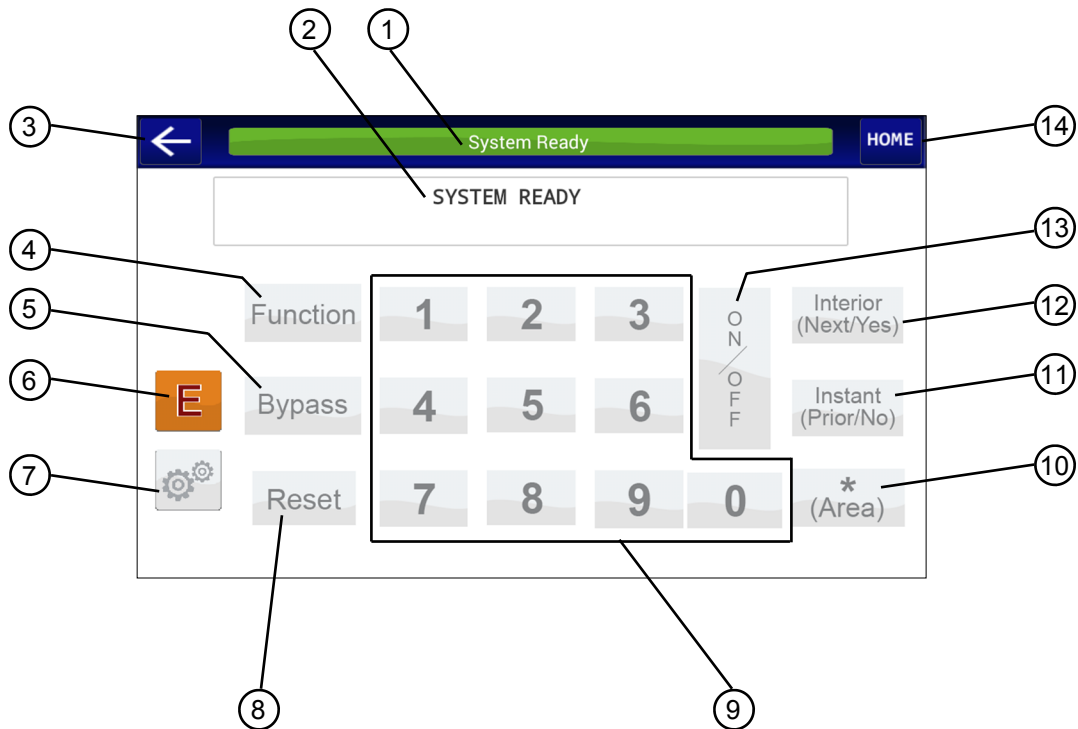 2
1
3
System Ready
HOME
14
SYSTEM READY
13
4
Function
1
2
3
ON/OFF
Interior
(Next/Yes)
12
5
6
E
Bypass
4
5
6
Instant
(Prior/No)
11
7
Reset
7
8
9
0
*
(Area)
10
8
9